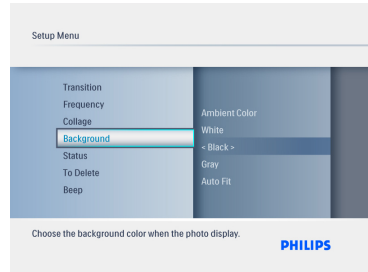 Setup Menu
Transition
Frequency
Collage
Background
Status
To Delete
Beep
Ambient Color
White
< Black >
Gray
Auto Fit
Choose the background color when the photo display.
PHILIPS